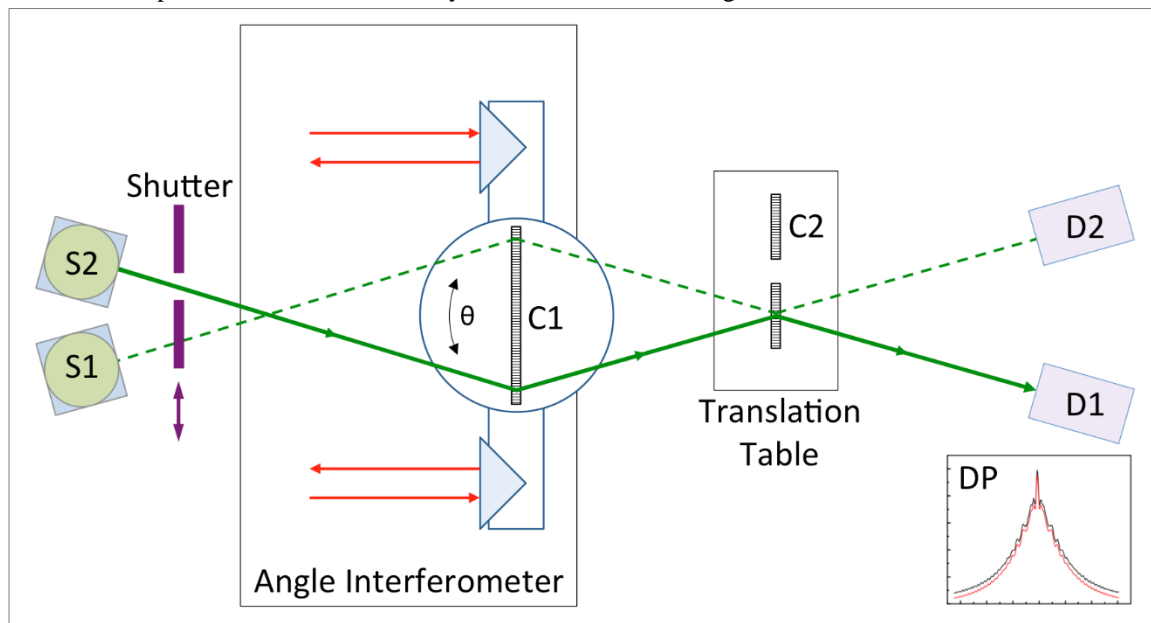 Shutter
S2
S1
θ
C1
C2
D2
D1
Translation
Table
DP
Angle Interferometer